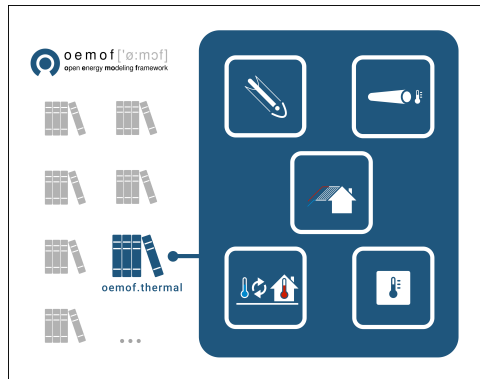 oemof['ø:mɔf]
open energy modeling framework
oemof.thermal
...